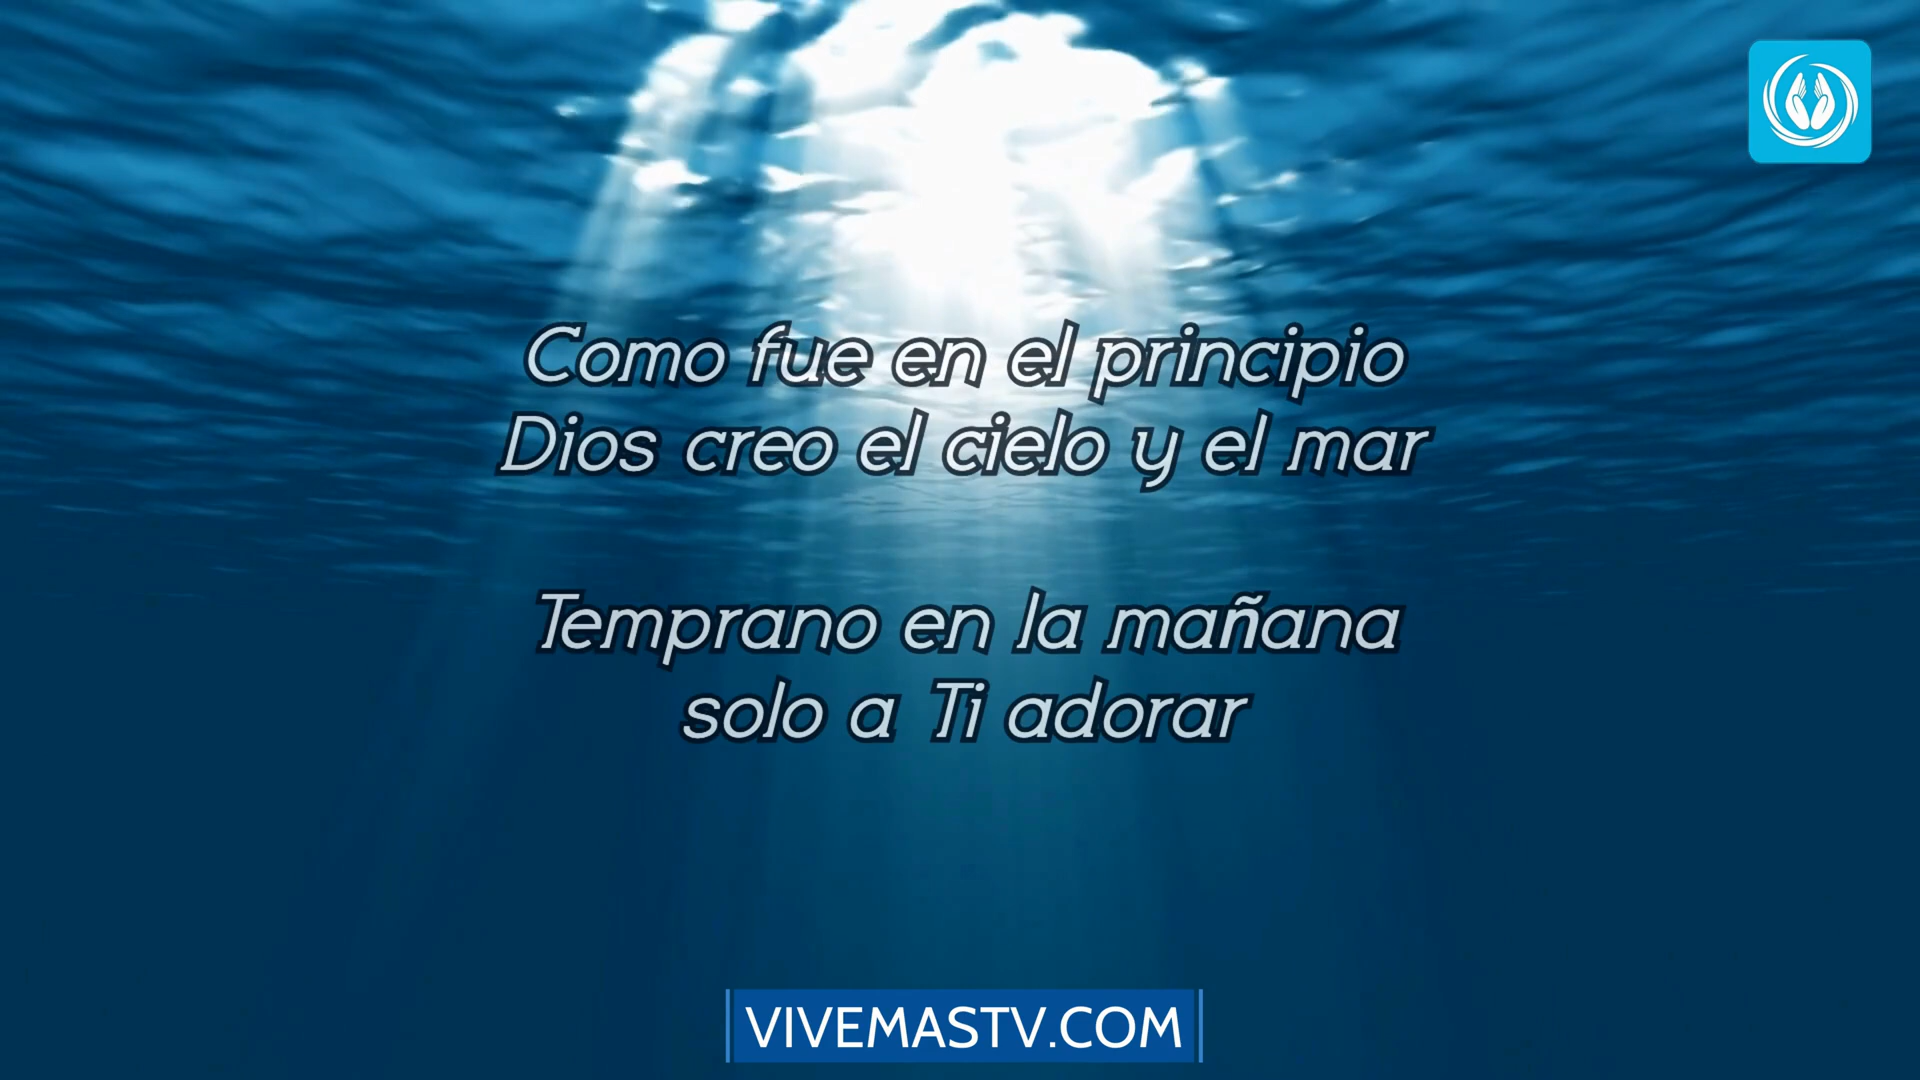 Como fue en el principio
Dios creo el cielo y el mar
Temprano en la mañana
solo a Ti adorar
VIVEMASTV.COM